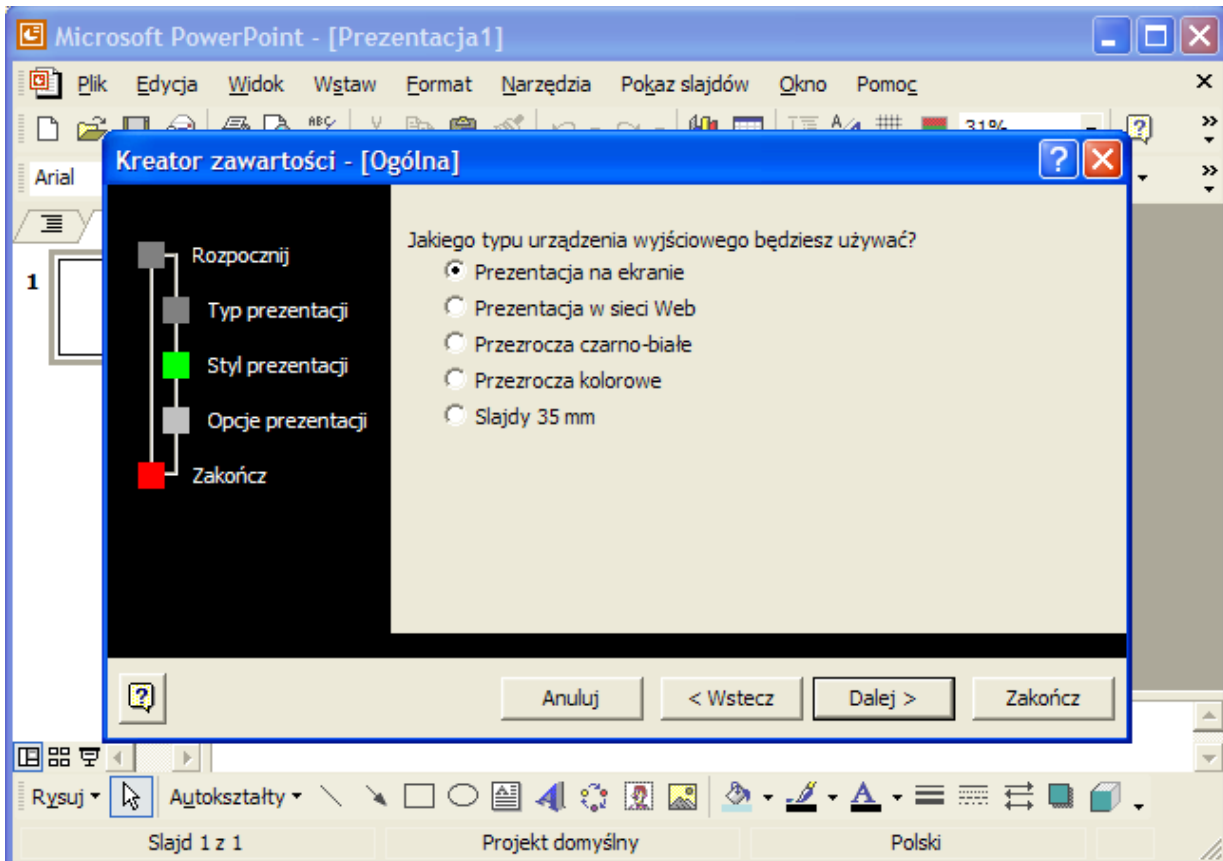 Microsoft PowerPoint - [Prezentacja1]
Plik Edycja Widok Wstaw Format Narzędzia Pokaz slajdów Okno Pomoc
31%
Arial
Kreator zawartości - [Ogólna]
1
Rozpocznij
Typ prezentacji
Styl prezentacji
Opcje prezentacji
Zakończ
Jakiego typu urządzenia wyjściowego będziesz używać?
Prezentacja na ekranie
Prezentacja w sieci Web
Przezrocza czarno-białe
Przezrocza kolorowe
Slajdy 35 mm
Anuluj < Wstecz Dalej > Zakończ
Rysuj Autokształty
Slajd 1 z 1 Projekt domyślny Polski